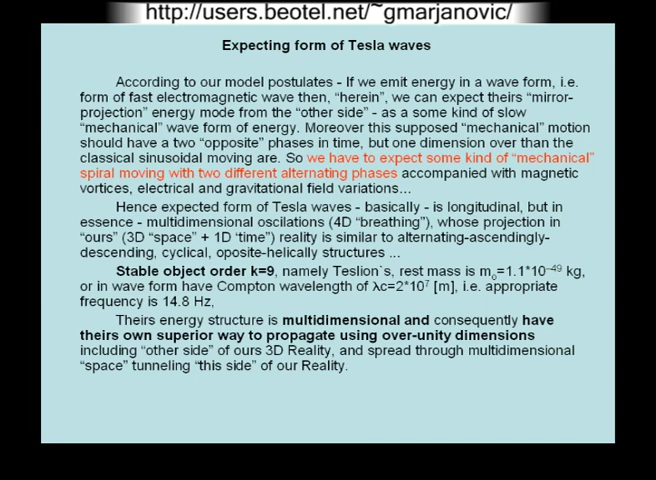 http://users.beotel.net/~gmarjanovic/
Expecting form of Tesla waves
According to our model postulates - If we emit energy in a wave form, i.e.
form of fast electromagnetic wave then, “herein”, we can expect theirs “mirror-
projection” energy mode from the “other side” - as a some kind of slow
“mechanical” wave form of energy. Moreover this supposed “mechanical” motion
should have a two “opposite” phases in time, but one dimension over than the
classical sinusoidal moving are. So we have to expect some kind of “mechanical”
spiral moving with two different alternating phases accompanied with magnetic
vortices, electrical and gravitational field variations...
Hence expected form of Tesla waves - basically - is longitudinal, but in
essence - multidimensional oscilations (4D “breathing”), whose projection in
“ours” (3D “space” + 1D “time”) reality is similar to alternating-ascendingly-
descending, cyclical, oposite-helically structures ...
Stable object order k=9, namely Teslion`s, rest mass is mo=1.1*10–49 kg,
or in wave form have Compton wavelength of λc=2*107 [m], i.e. appropriate
frequency is 14.8 Hz,
Theirs energy structure is multidimensional and consequently have
theirs own superior way to propagate using over-unity dimensions
including “other side” of ours 3D Reality, and spread through multidimensional
“space” tunneling “this side” of our Reality.